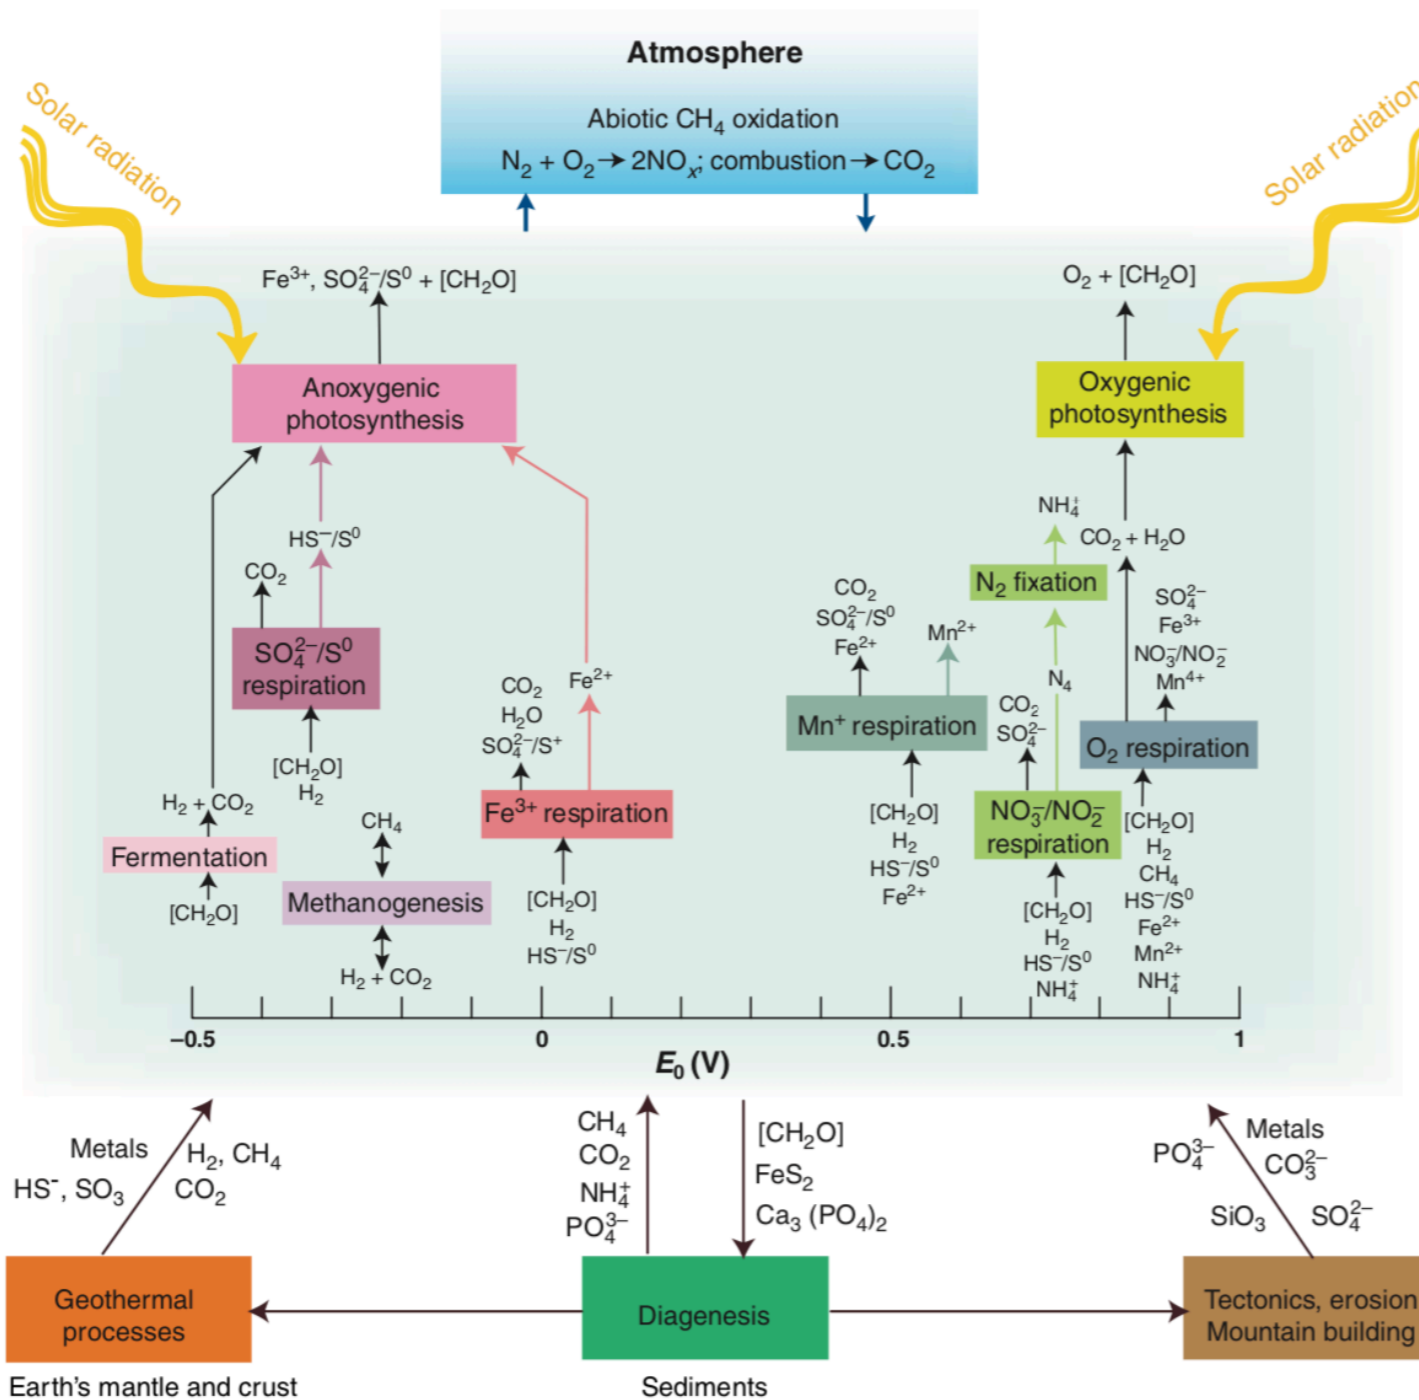 Atmosphere
Abiotic CH₄ oxidation
N₂ + O₂ → 2NOₓ; combustion → CO₂
Solar radiation
Solar radiation
Fe³⁺, SO₄²⁻/S⁰ + [CH₂O]
O₂ + [CH₂O]
Anoxygenic
photosynthesis
Oxygenic
photosynthesis
HS⁻/S⁰
CO₂
SO₄²⁻/S⁰
respiration
[CH₂O]
H₂
H₂ + CO₂
Fermentation
[CH₂O]
CH₄
Methanogenesis
H₂ + CO₂
Fe²⁺
CO₂
H₂O
SO₄²⁻/S⁺
Fe³⁺ respiration
[CH₂O]
H₂
HS⁻/S⁰
CO₂
SO₄²⁻/S⁰
Fe²⁺
Mn²⁺
Mn⁺ respiration
[CH₂O]
H₂
HS⁻/S⁰
Fe²⁺
NH₄⁺
N₂ fixation
N₄
CO₂
SO₄²⁻
NO₃⁻/NO₂⁻
respiration
[CH₂O]
H₂
HS⁻/S⁰
NH₄⁺
CO₂ + H₂O
SO₄²⁻
Fe³⁺
NO₃⁻/NO₂⁻
Mn⁴⁺
O₂ respiration
[CH₂O]
H₂
CH₄
HS⁻/S⁰
Fe²⁺
Mn²⁺
NH₄⁺
−0.5 0 0.5 1
E₀ (V)
Metals
H₂, CH₄
HS⁻, SO₃
CO₂
CH₄
CO₂
NH₄⁺
PO₄³⁻
[CH₂O]
FeS₂
Ca₃ (PO₄)₂
Metals
PO₄³⁻
CO₃²⁻
SiO₃
SO₄²⁻
Geothermal
processes
Diagenesis
Tectonics, erosion
Mountain building
Earth's mantle and crust
Sediments